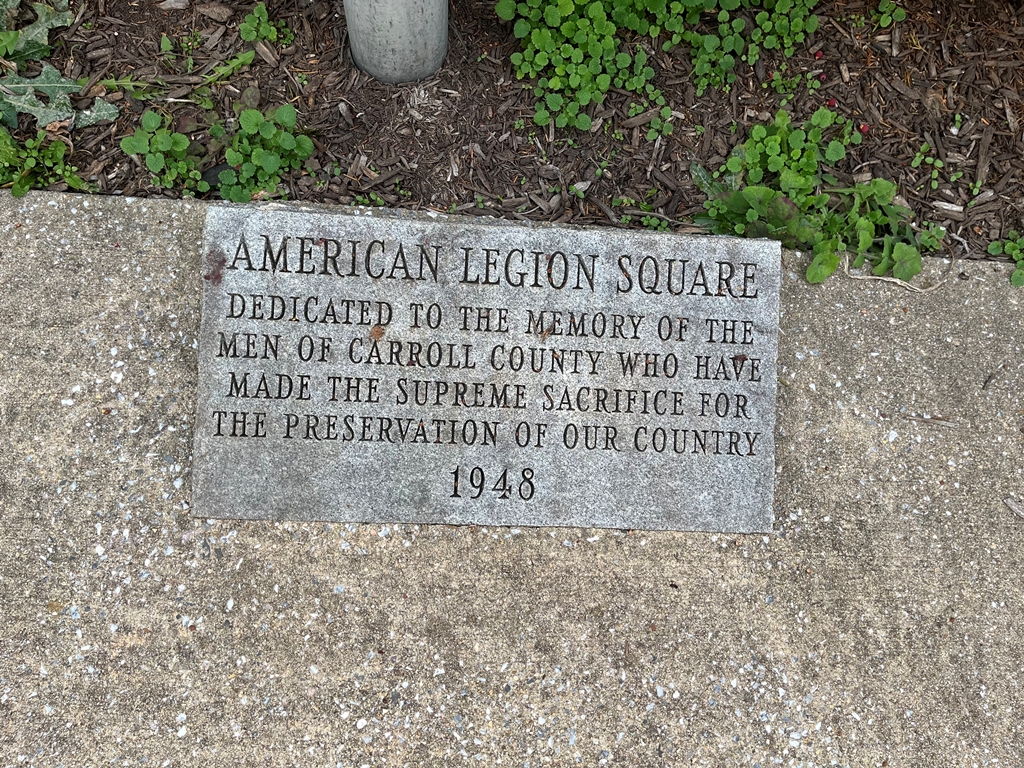 AMERICAN LEGION SQUARE
DEDICATED TO THE MEMORY OF THE
MEN OF CARROLL COUNTY WHO HAVE
MADE THE SUPREME SACRIFICE FOR
THE PRESERVATION OF OUR COUNTRY
1948